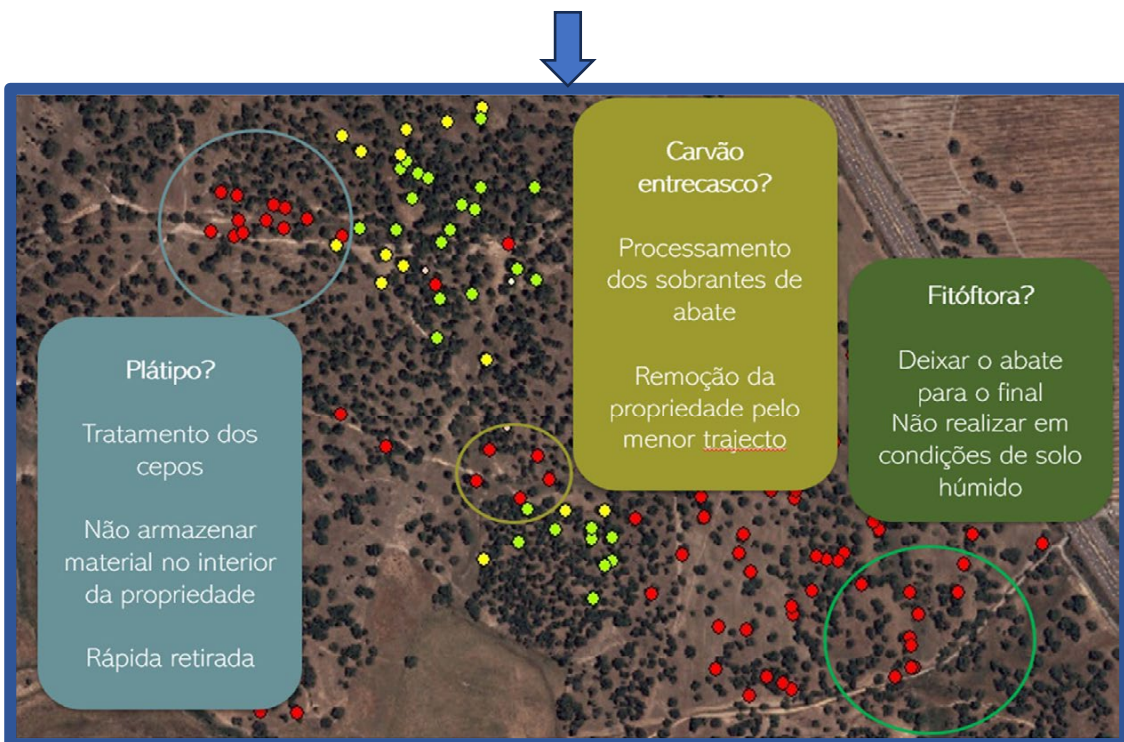 Plátipo?
Tratamento dos
cepos
Não armazenar
material no interior
da propriedade
Rápida retirada
Carvão
entrecasco?
Processamento
dos sobrantes de
abate
Remoção da
propriedade pelo
menor trajecto
Fitóftora?
Deixar o abate
para o final
Não realizar em
condições de solo
húmido